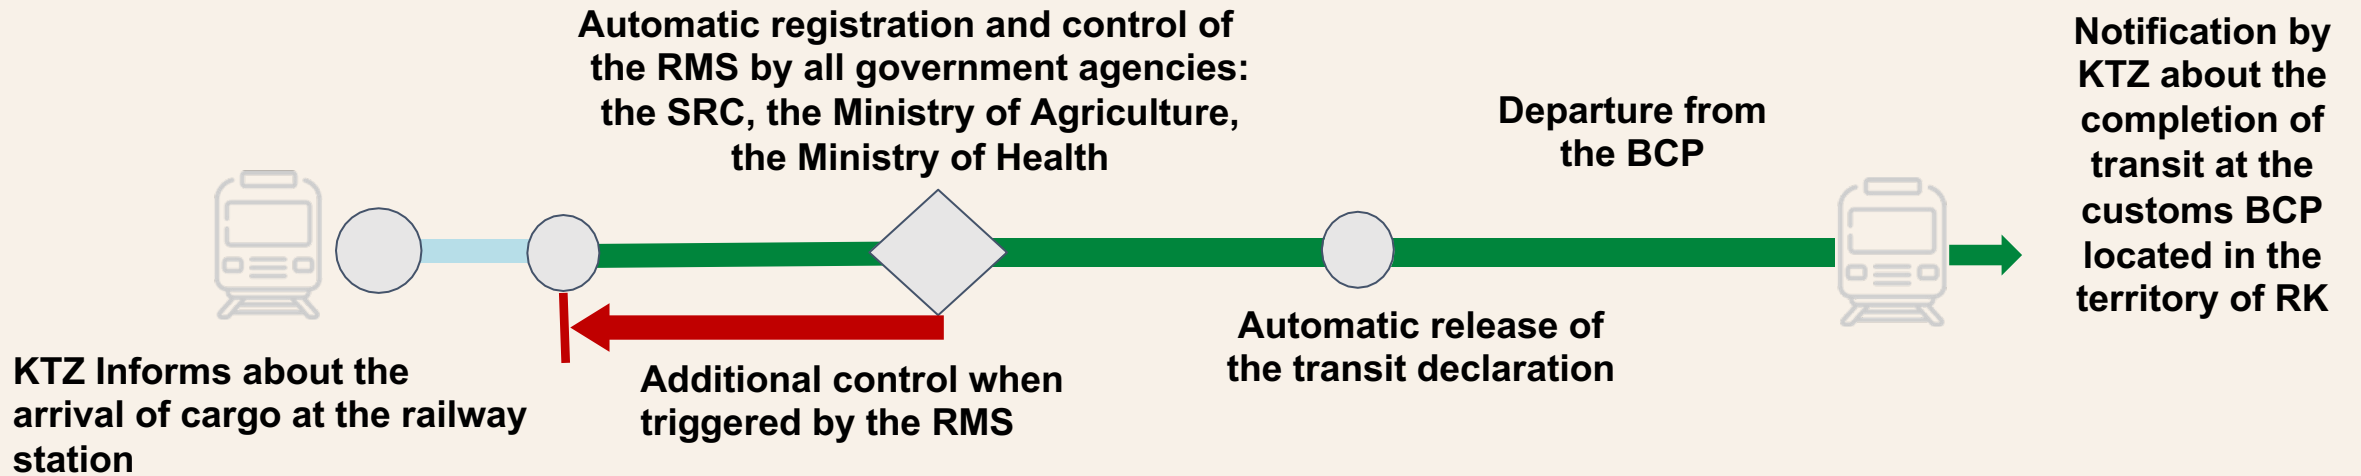 KTZ Informs about the
arrival of cargo at the railway
station
Automatic registration and control of
the RMS by all government agencies:
the SRC, the Ministry of Agriculture,
the Ministry of Health
Additional control when
triggered by the RMS
Automatic release of
the transit declaration
Departure from
the BCP
Notification by
KTZ about the
completion of
transit at the
customs BCP
located in the
territory of RK